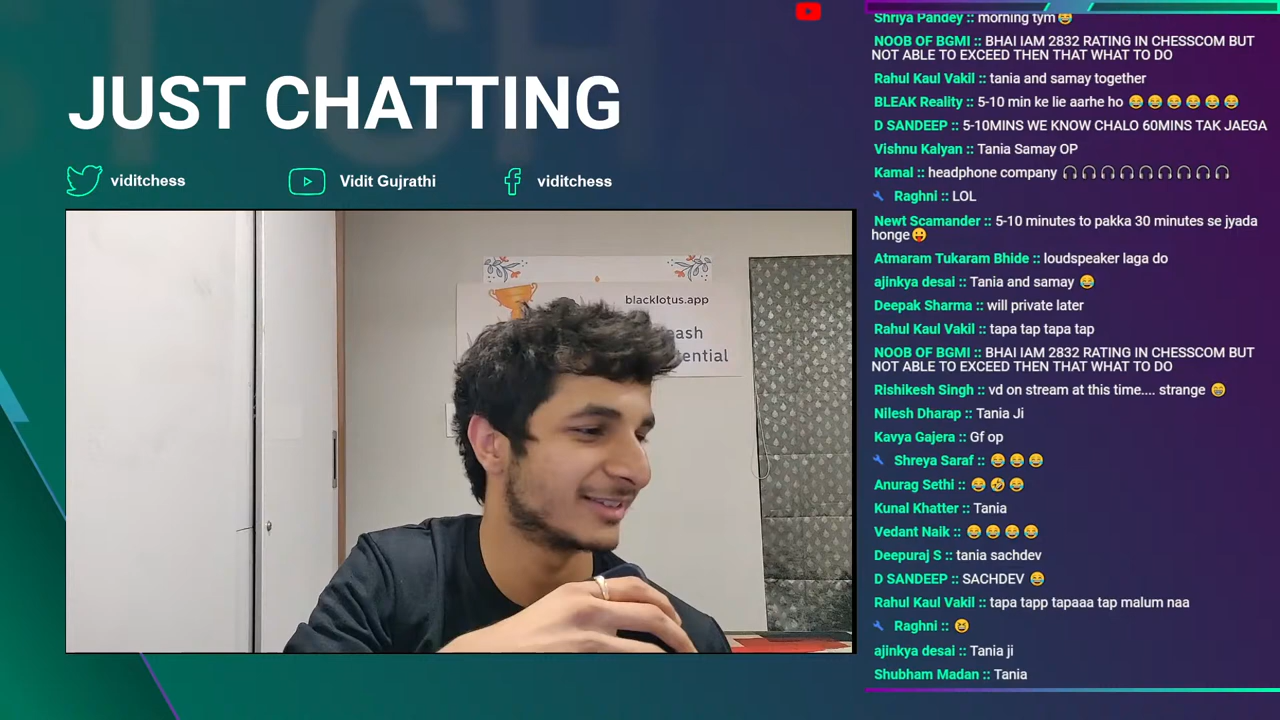 JUST CHATTING
viditchess
Vidit Gujrathi
viditchess
blacklotus.app
Shriya Pandey :: morning tym😂
NOOB OF BGMI :: BHAI IAM 2832 RATING IN CHESSCOM BUT
NOT ABLE TO EXCEED THEN THAT WHAT TO DO
Rahul Kaul Vakil :: tania and samay together
BLEAK Reality :: 5-10 min ke lie aarhe ho 😂 😂 😂 😂 😂 😂
D SANDEEP :: 5-10MINS WE KNOW CHALO 60MINS TAK JAEGA
Vishnu Kalyan :: Tania Samay OP
Kamal :: headphone company 🎧 🎧 🎧 🎧 🎧 🎧 🎧 🎧 🎧
Raghni :: LOL
Newt Scamander :: 5-10 minutes to pakka 30 minutes se jyada
honge😛
Atmaram Tukaram Bhide :: loudspeaker laga do
ajinkya desai :: Tania and samay 😂
Deepak Sharma :: will private later
Rahul Kaul Vakil :: tapa tap tapa tap
NOOB OF BGMI :: BHAI IAM 2832 RATING IN CHESSCOM BUT
NOT ABLE TO EXCEED THEN THAT WHAT TO DO
Rishikesh Singh :: vd on stream at this time.... strange 😁
Nilesh Dharap :: Tania Ji
Kavya Gajera :: Gf op
Shreya Saraf :: 😂 😂 😂
Anurag Sethi :: 😂 🤣 😂
Kunal Khatter :: Tania
Vedant Naik :: 😂 😂 😂 😂
Deepuraj S :: tania sachdev
D SANDEEP :: SACHDEV 😂
Rahul Kaul Vakil :: tapa tapp tapaaa tap malum naa
Raghni :: 😆
ajinkya desai :: Tania ji
Shubham Madan :: Tania